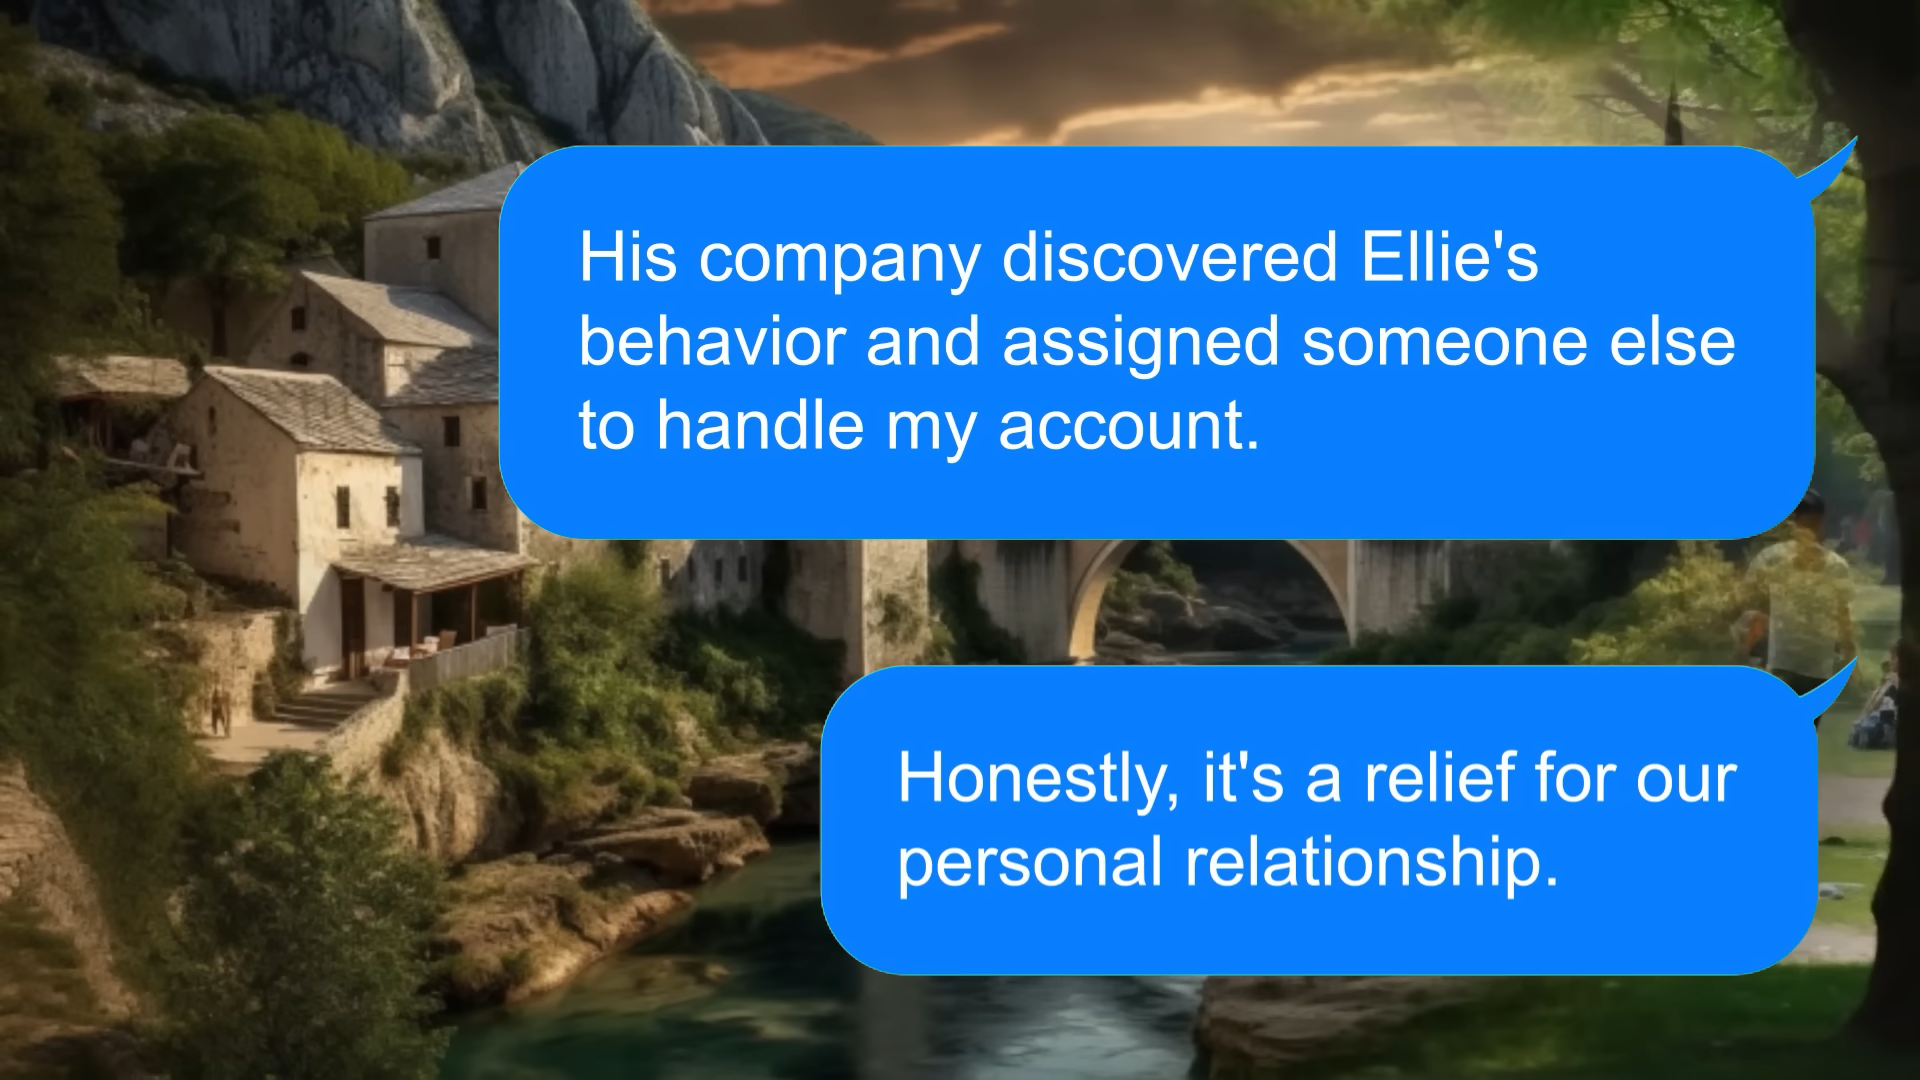 His company discovered Ellie's
behavior and assigned someone else
to handle my account.
Honestly, it's a relief for our
personal relationship.